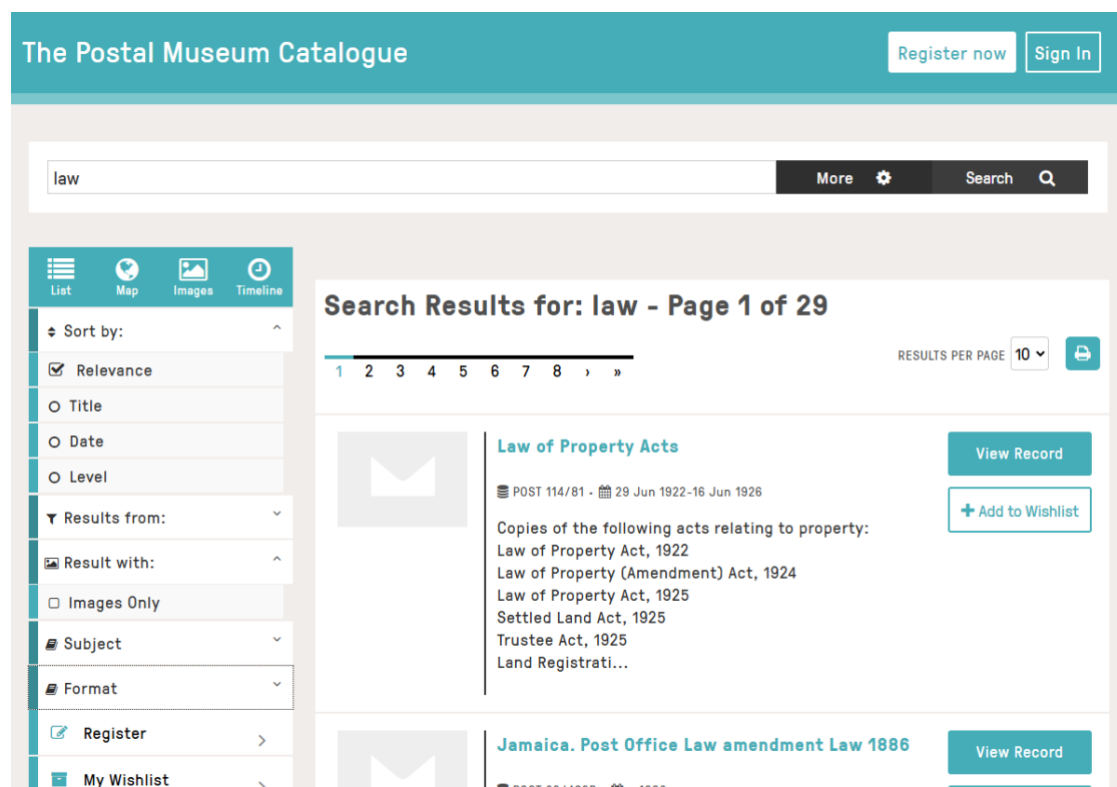 The Postal Museum Catalogue
Register now
Sign In
law
More
Search
List
Map
Images
Timeline
Sort by:
Relevance
Title
Date
Level
Results from:
Result with:
Images Only
Subject
Format
Register
My Wishlist
Search Results for: law - Page 1 of 29
RESULTS PER PAGE 10
1 2 3 4 5 6 7 8 › »
Law of Property Acts
View Record
POST 114/81 - 29 Jun 1922-16 Jun 1926
+ Add to Wishlist
Copies of the following acts relating to property:
Law of Property Act, 1922
Law of Property (Amendment) Act, 1924
Law of Property Act, 1925
Settled Land Act, 1925
Trustee Act, 1925
Land Registrati...
Jamaica. Post Office Law amendment Law 1886
View Record